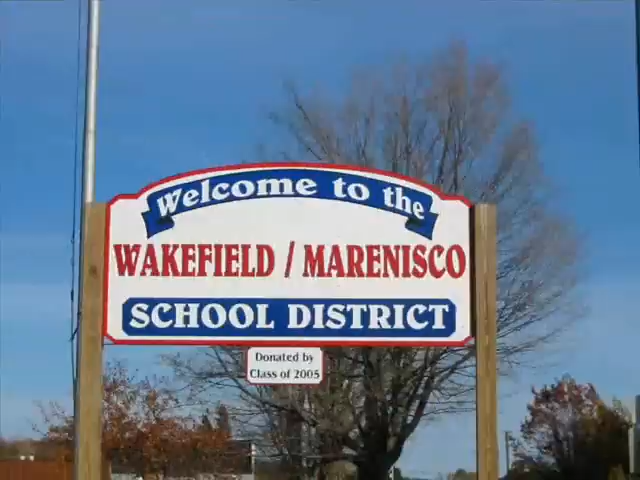 Welcome to the
WAKEFIELD / MARENISCO
SCHOOL DISTRICT
Donated by
Class of 2005